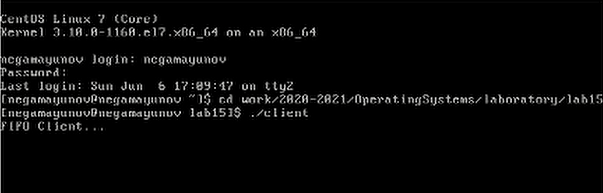 CentOS Linux 7 (Core)
Kernel 3.10.0-1160.el7.x86_64 on an x86_64
negamayunov login: negamayunov
Password:
Last login: Sun Jun  6 17:09:47 on tty2
[negamayunov@negamayunov ~]$ cd work/2020-2021/OperatingSystems/laboratory/lab15
[negamayunov@negamayunov lab15]$ ./client
FIFO Client...